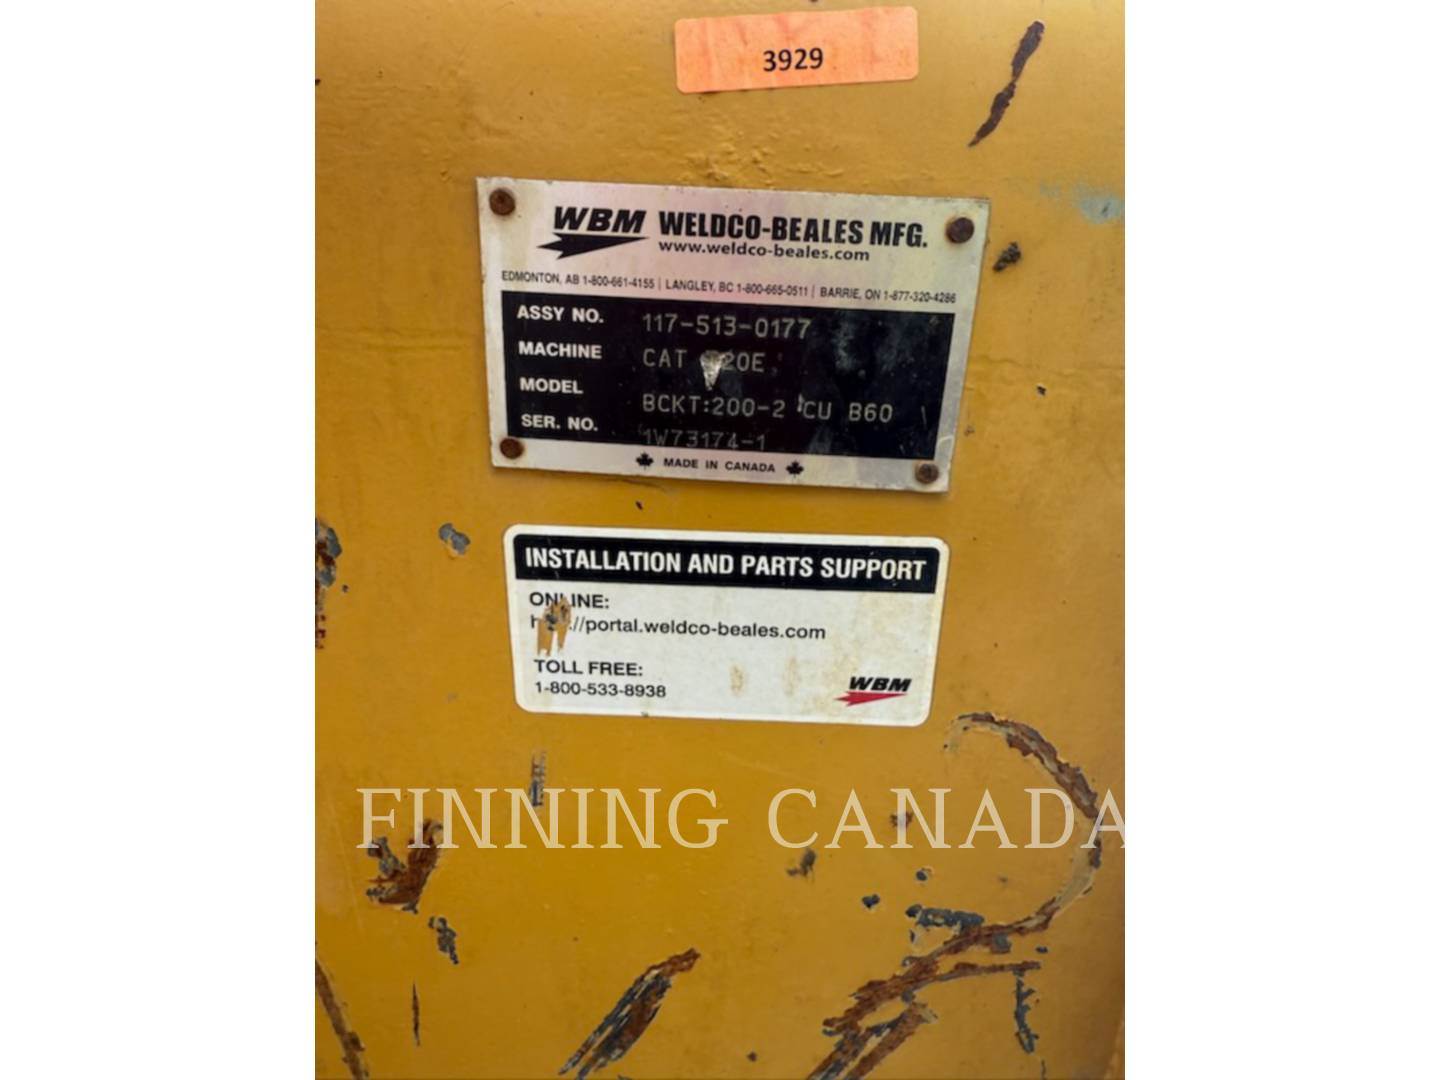 3929
WBM WELDCO-BEALES MFG.
www.weldco-beales.com
EDMONTON, AB 1-800-661-4155 | LANGLEY, BC 1-800-665-0511 | BARRIE, ON 1-877-320-4286
ASSY NO. 117-513-0177
MACHINE CAT
MODEL BCKT:200-2 CU B60
SER. NO. 1W73174-1
MADE IN CANADA
INSTALLATION AND PARTS SUPPORT
ONLINE:
portal.weldco-beales.com
TOLL FREE:
1-800-533-8938
WBM
FINNING CANADA